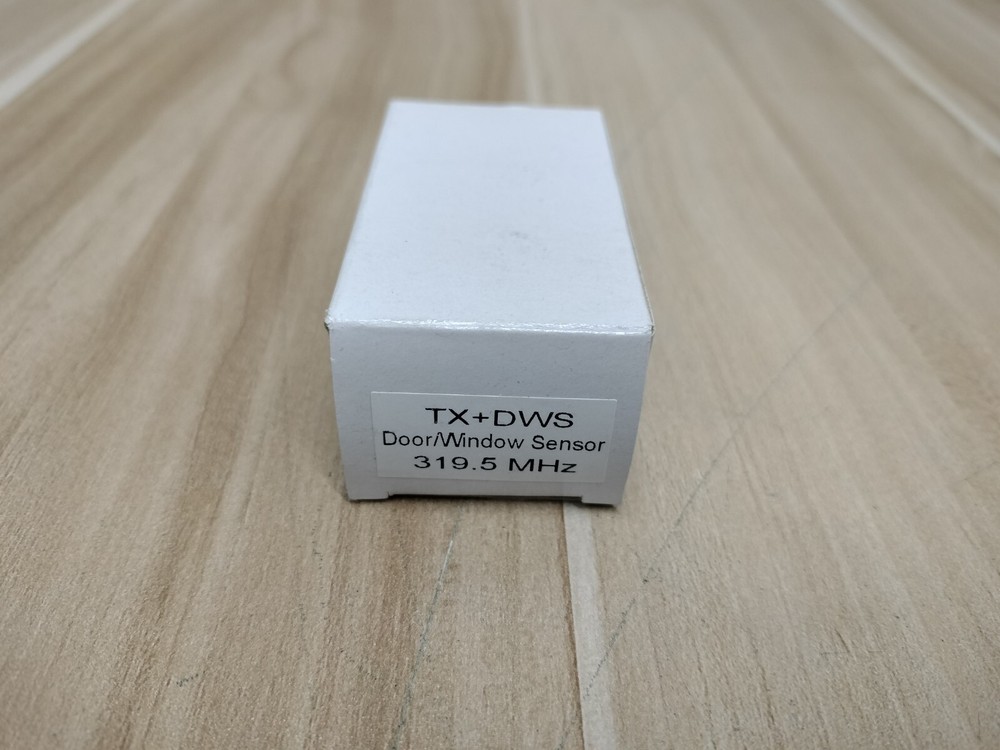 TX+DWS
Door/Window Sensor
319.5 MHz